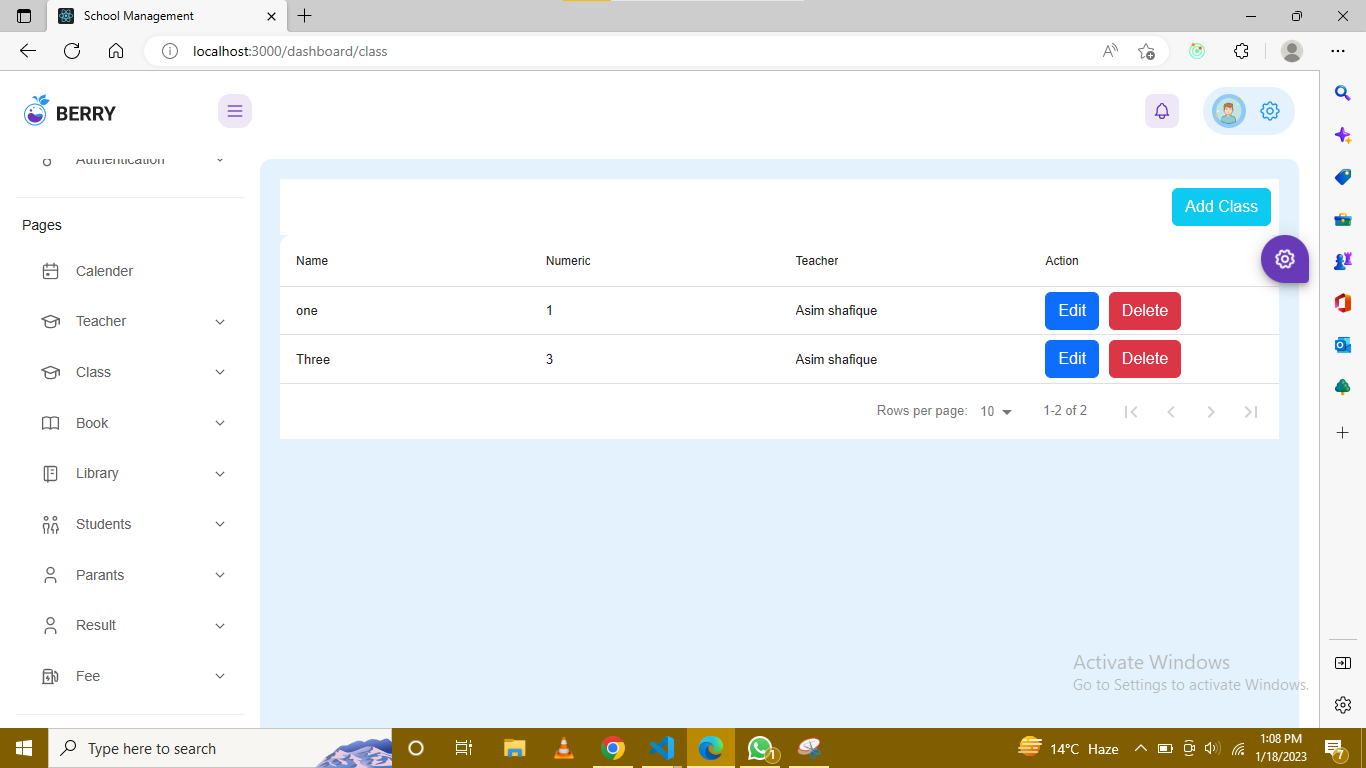 School Management
localhost:3000/dashboard/class
BERRY
Authentication
Pages
Calender
Teacher
Class
Book
Library
Students
Parants
Result
Fee
Add Class
Name Numeric Teacher Action
one 1 Asim shafique Edit Delete
Three 3 Asim shafique Edit Delete
Rows per page: 10 1-2 of 2
Activate Windows
Go to Settings to activate Windows.
Type here to search
1
14°C Haze
1:08 PM
1/18/2023
7